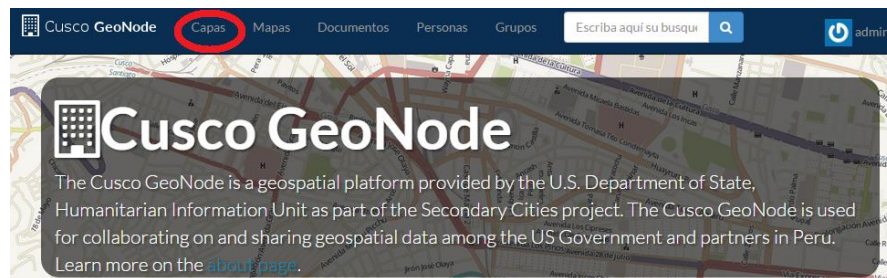 Cusco GeoNode Capas Mapas Documentos Personas Grupos Escriba aquí su busqu admin
Cusco GeoNode
The Cusco GeoNode is a geospatial platform provided by the U.S. Department of State,
Humanitarian Information Unit as part of the Secondary Cities project. The Cusco GeoNode is used
for collaborating on and sharing geospatial data among the US Government and partners in Peru.
Learn more on the about page.